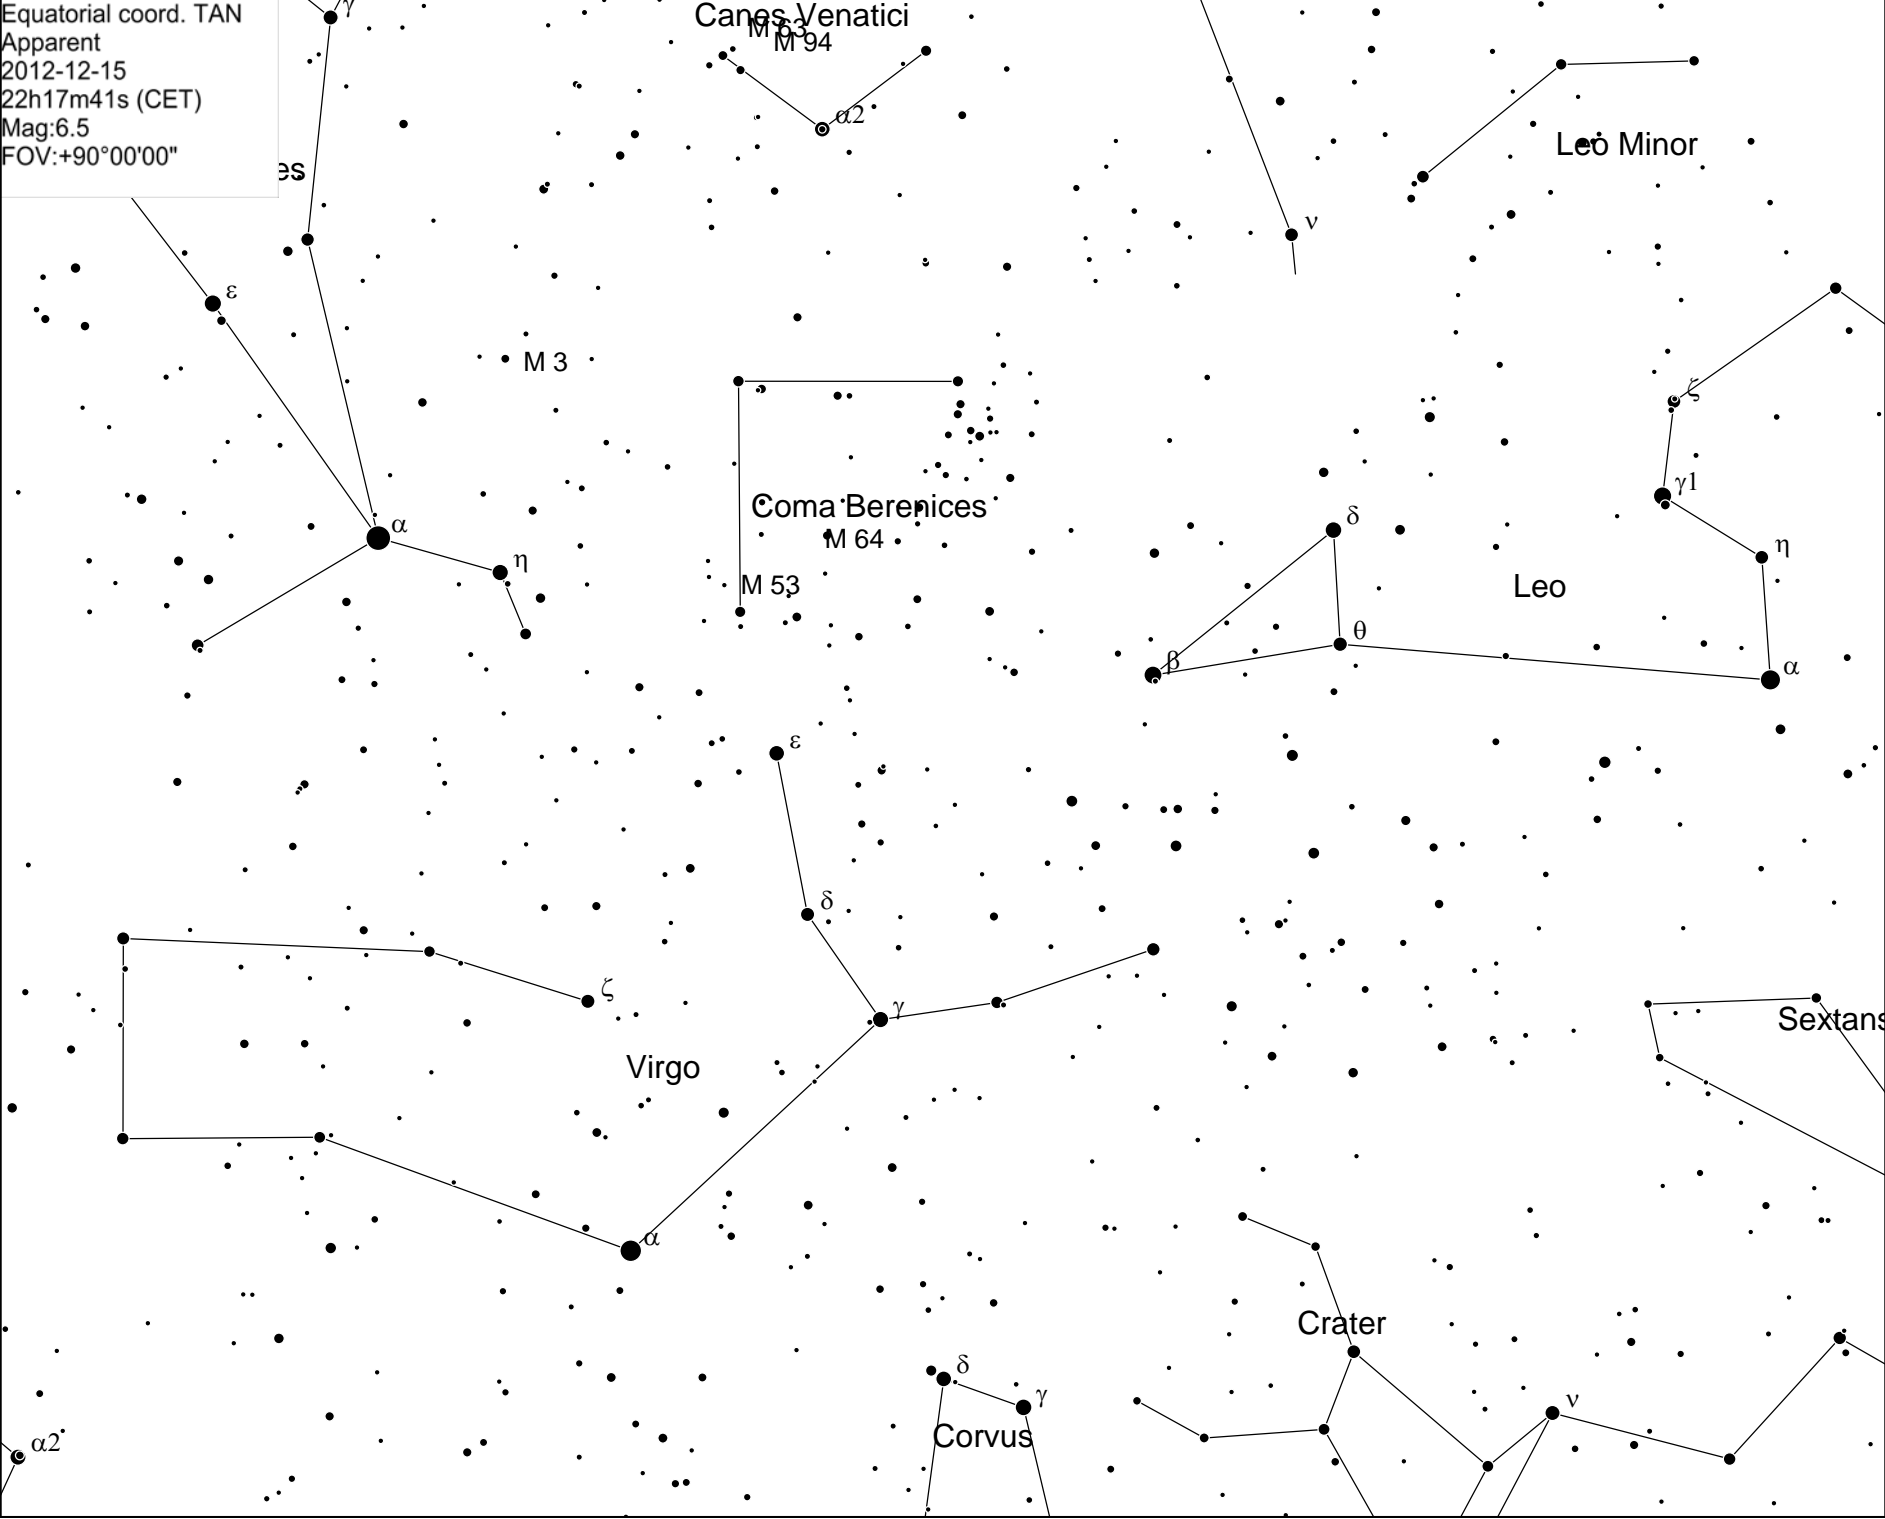 Equatorial coord. TAN
Apparent
2012-12-15
22h17m41s (CET)
Mag:6.5
FOV:+90°00'00"
γ
Canes Venatici
M 63
M 94
α2
Leo Minor
es
ν
ε
M 3
ζ
Coma Berenices
γ1
M 64
α
δ
η
η
M 53
Leo
θ
β
α
ε
δ
ζ
γ
Sextans
Virgo
α
Crater
δ
γ
ν
Corvus
α2